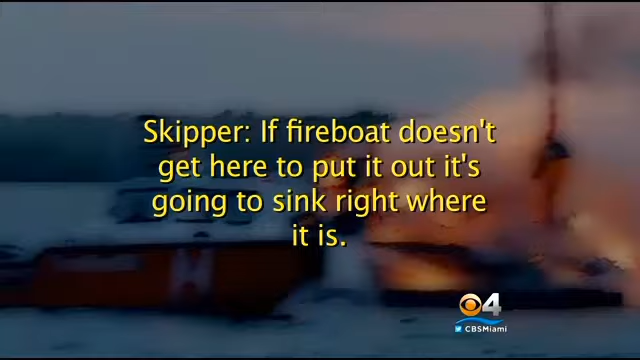 Skipper: If fireboat doesn't
get here to put it out it's
going to sink right where
it is.
4
CBSMiami